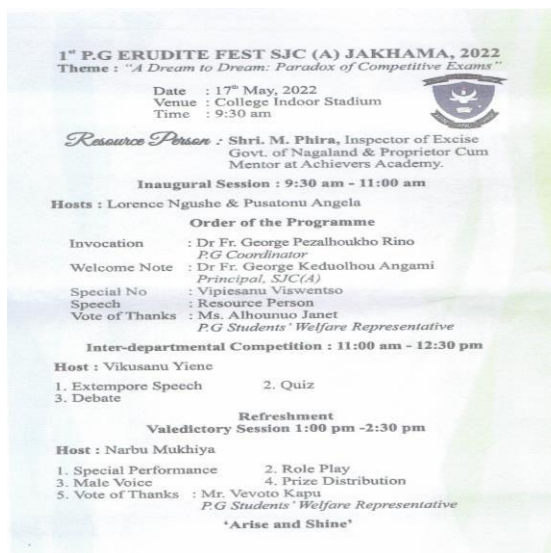 1st P.G ERUDITE FEST SJC (A) JAKHAMA, 2022
Theme : "A Dream to Dream: Paradox of Competitive Exams"
Date : 17th May, 2022
Venue : College Indoor Stadium
Time : 9:30 am
Resource Person : Shri. M. Phira, Inspector of Excise
Govt. of Nagaland & Proprietor Cum
Mentor at Achievers Academy.
Inaugural Session : 9:30 am - 11:00 am
Hosts : Lorence Ngushe & Pusatonu Angela
Order of the Programme
Invocation : Dr Fr. George Pezalhoukho Rino
P.G Coordinator
Welcome Note : Dr Fr. George Keduolhou Angami
Principal, SJC(A)
Special No : Vipiesanu Viswentso
Speech : Resource Person
Vote of Thanks : Ms. Alhounuo Janet
P.G Students' Welfare Representative
Inter-departmental Competition : 11:00 am - 12:30 pm
Host : Vikusanu Yiene
1. Extempore Speech 2. Quiz
3. Debate
Refreshment
Valedictory Session 1:00 pm -2:30 pm
Host : Narbu Mukhiya
1. Special Performance 2. Role Play
3. Male Voice 4. Prize Distribution
5. Vote of Thanks : Mr. Vevoto Kapu
P.G Students' Welfare Representative
'Arise and Shine'